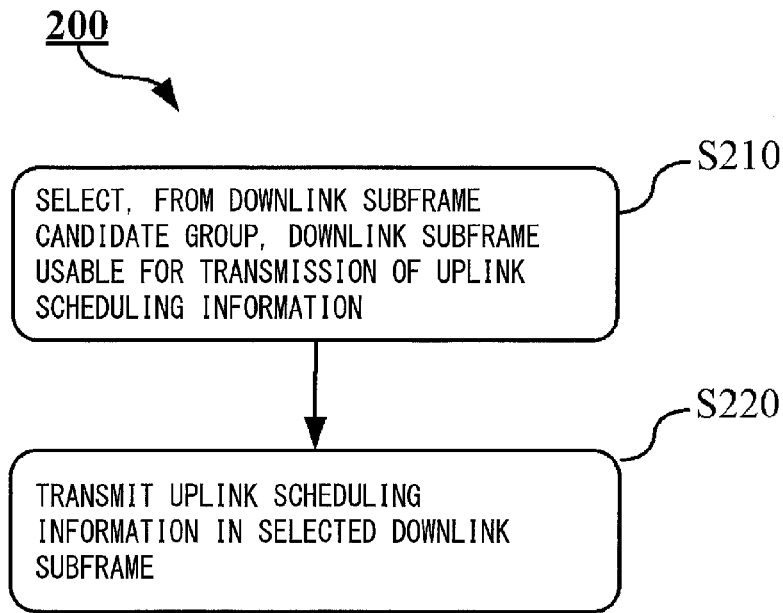 200
S210
SELECT, FROM DOWNLINK SUBFRAME
CANDIDATE GROUP, DOWNLINK SUBFRAME
USABLE FOR TRANSMISSION OF UPLINK
SCHEDULING INFORMATION
S220
TRANSMIT UPLINK SCHEDULING
INFORMATION IN SELECTED DOWNLINK
SUBFRAME